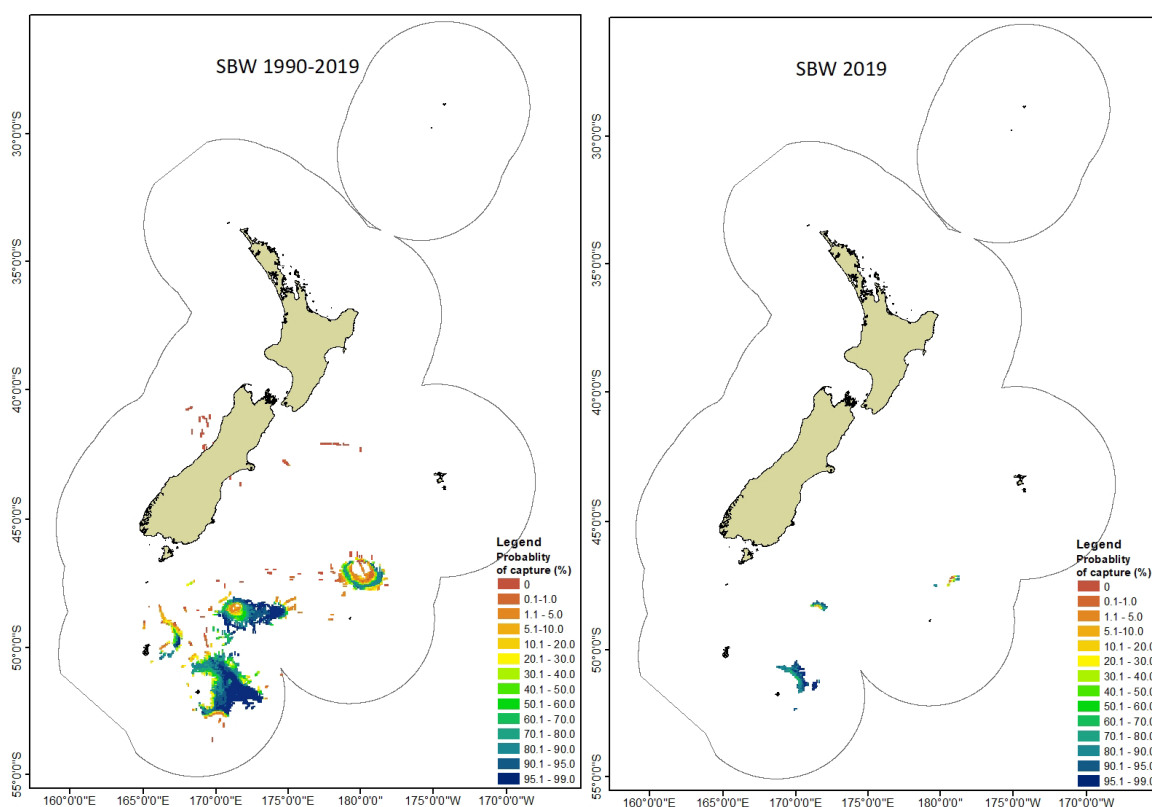 SBW 1990-2019
30°0'0"S
35°0'0"S
40°0'0"S
45°0'0"S
50°0'0"S
55°0'0"S
Legend
Probablity
of capture (%)
0
0.1-1.0
1.1 - 5.0
5.1-10.0
10.1 - 20.0
20.1 - 30.0
30.1 - 40.0
40.1 - 50.0
50.1 - 60.0
60.1 - 70.0
70.1 - 80.0
80.1 - 90.0
90.1 - 95.0
95.1 - 99.0
160°0'0"E 165°0'0"E 170°0'0"E 175°0'0"E 180°0'0" 175°0'0"W 170°0'0"W
SBW 2019
30°0'0"S
35°0'0"S
40°0'0"S
45°0'0"S
50°0'0"S
55°0'0"S
Legend
Probablity
of capture (%)
0
0.1-1.0
1.1 - 5.0
5.1-10.0
10.1 - 20.0
20.1 - 30.0
30.1 - 40.0
40.1 - 50.0
50.1 - 60.0
60.1 - 70.0
70.1 - 80.0
80.1 - 90.0
90.1 - 95.0
95.1 - 99.0
160°0'0"E 165°0'0"E 170°0'0"E 175°0'0"E 180°0'0" 175°0'0"W 170°0'0"W